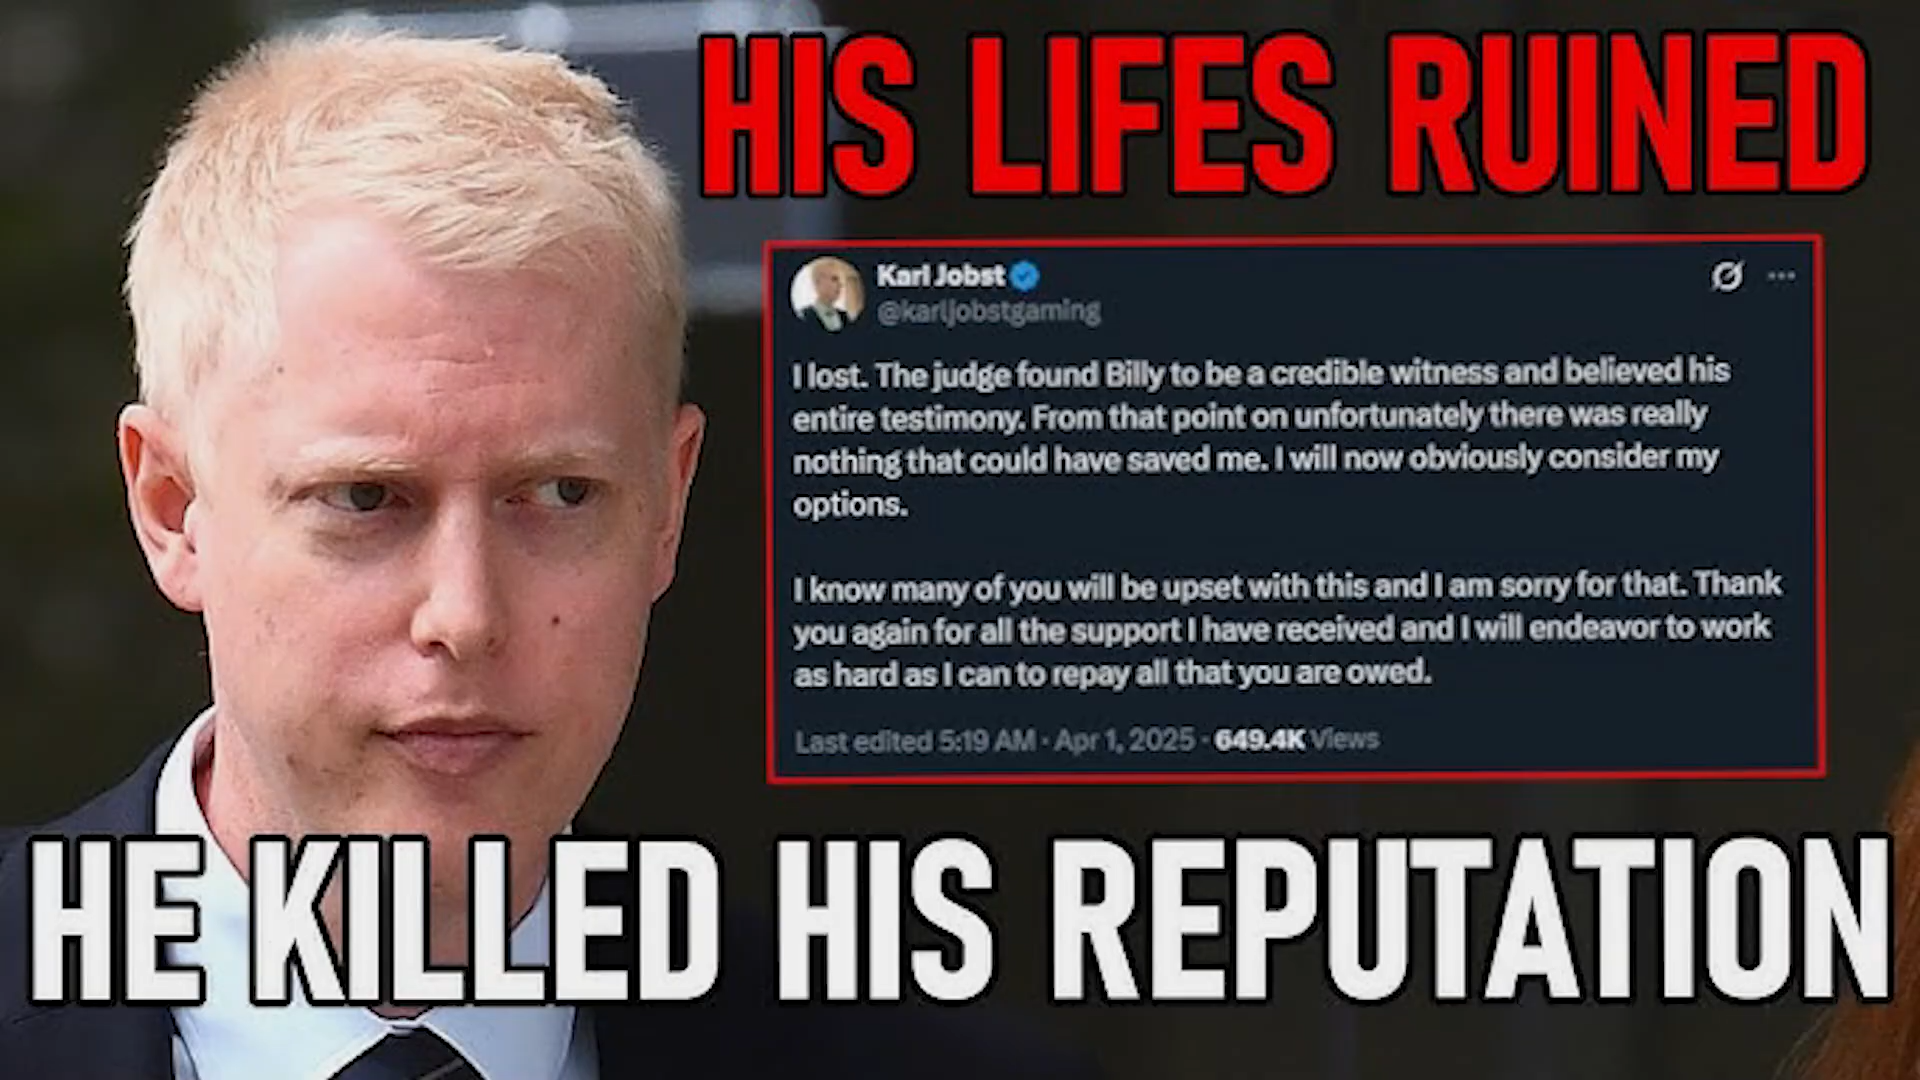 HIS LIFES RUINED
Karl Jobst
@karljobstgaming
I lost. The judge found Billy to be a credible witness and believed his
entire testimony. From that point on unfortunately there was really
nothing that could have saved me. I will now obviously consider my
options.
I know many of you will be upset with this and I am sorry for that. Thank
you again for all the support I have received and I will endeavor to work
as hard as I can to repay all that you are owed.
Last edited 5:19 AM · Apr 1, 2025 · 649.4K Views
HE KILLED HIS REPUTATION